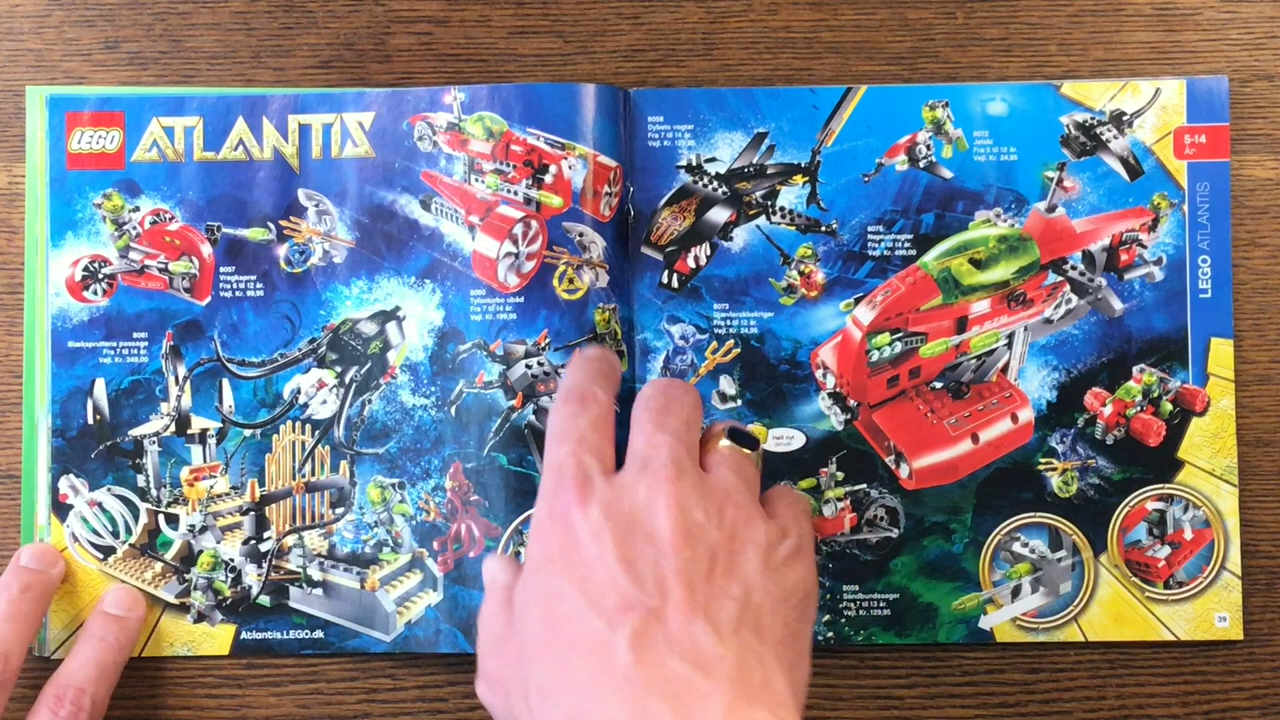 LEGO
ATLANTIS
8057
Vragkaprer
Fra 6 til 12 år.
Vejl. Kr. 99,95
8060
Tyfonturbo ubåd
Fra 7 til 14 år.
Vejl. Kr. 199,95
8061
Blækspruttens passage
Fra 7 til 14 år.
Vejl. Kr. 349,00
Atlantis.LEGO.dk
8058
Dybets vogter
Fra 7 til 14 år.
Vejl. Kr. 129,95
8072
Jetski
Fra 5 til 12 år
Vejl. Kr. 24,95
8075
Neptunfragter
Fra 8 til 14 år.
Vejl. Kr. 499,00
8073
Djævlerokkekriger
Fra 5 til 12 år
Vejl. Kr. 24,95
Helt nyt
8059
Sandbundssøger
Fra 7 til 13 år.
Vejl. Kr. 129,95
5-14
År
LEGO ATLANTIS
39